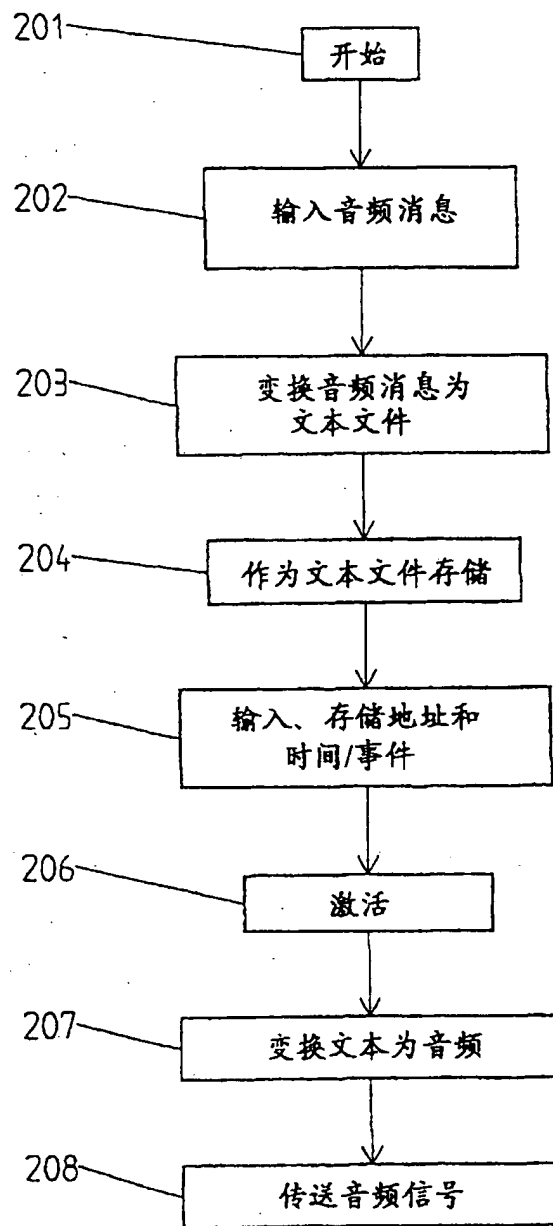 201
开始
202
输入音频消息
203
变换音频消息为
文本文件
204
作为文本文件存储
205
输入、存储地址和
时间/事件
206
激活
207
变换文本为音频
208
传送音频信号